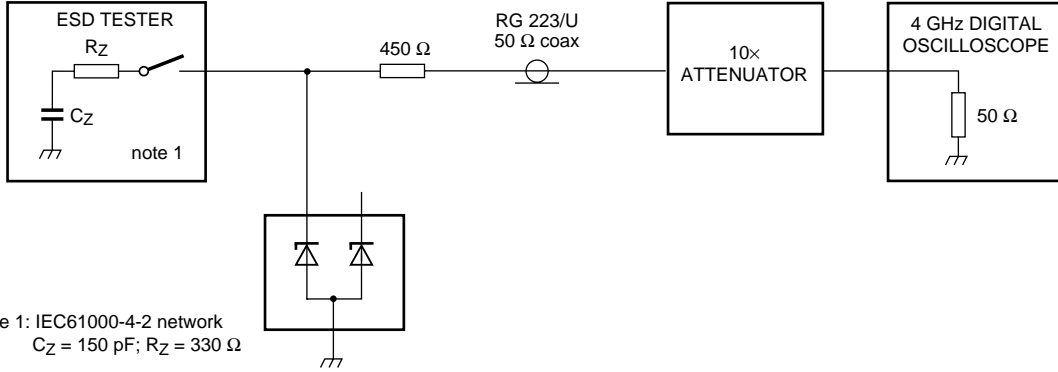 ESD TESTER
RZ
CZ
note 1
450 Ω
RG 223/U
50 Ω coax
10×
ATTENUATOR
4 GHz DIGITAL
OSCILLOSCOPE
50 Ω
e 1: IEC61000-4-2 network
CZ = 150 pF; RZ = 330 Ω